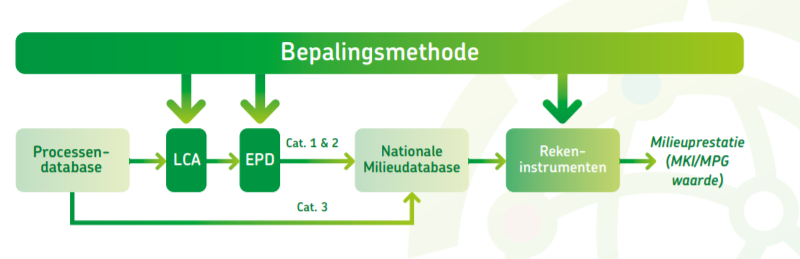 Bepalingsmethode
Processen-
database
LCA
EPD
Cat. 1 & 2
Nationale
Milieudatabase
Reken-
instrumenten
Milieuprestatie
(MKI/MPG
waarde)
Cat. 3